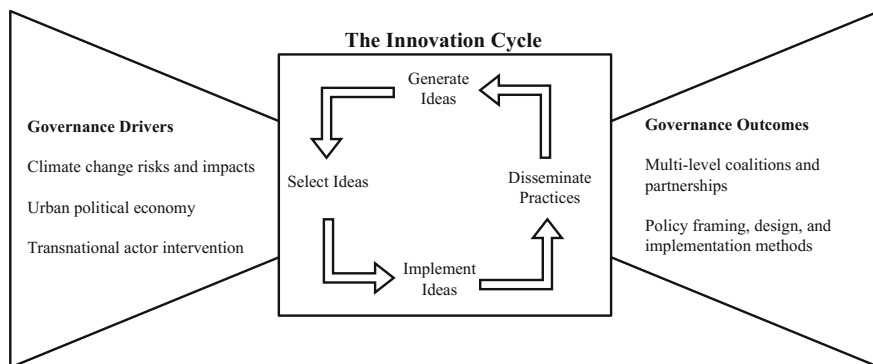 The Innovation Cycle
Governance Drivers
Climate change risks and impacts
Urban political economy
Transnational actor intervention
Generate
Ideas
Select Ideas
Implement
Ideas
Disseminate
Practices
Governance Outcomes
Multi-level coalitions and
partnerships
Policy framing, design, and
implementation methods